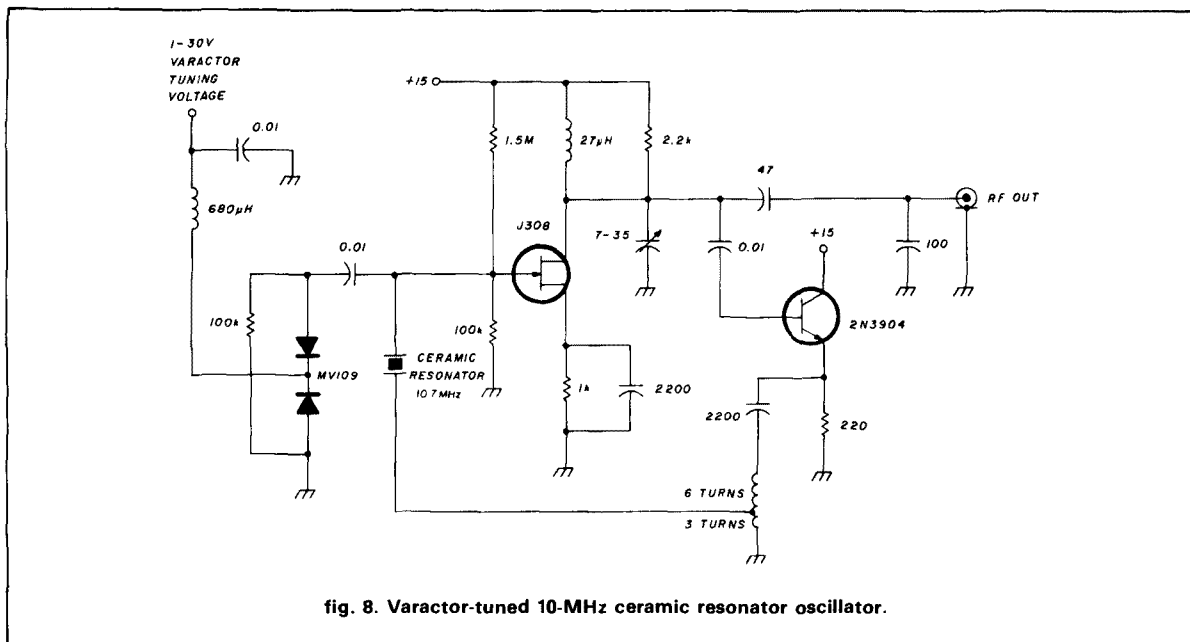 1-30V
VARACTOR
TUNING
VOLTAGE
0.01
680µH
+15
1.5M
27µH
2.2k
47
RF OUT
J308
7-35
0.01
+15
100
0.01
100k
100k
MV109
CERAMIC
RESONATOR
10.7MHz
1k
2200
2N3904
2200
220
6 TURNS
3 TURNS
fig. 8. Varactor-tuned 10-MHz ceramic resonator oscillator.